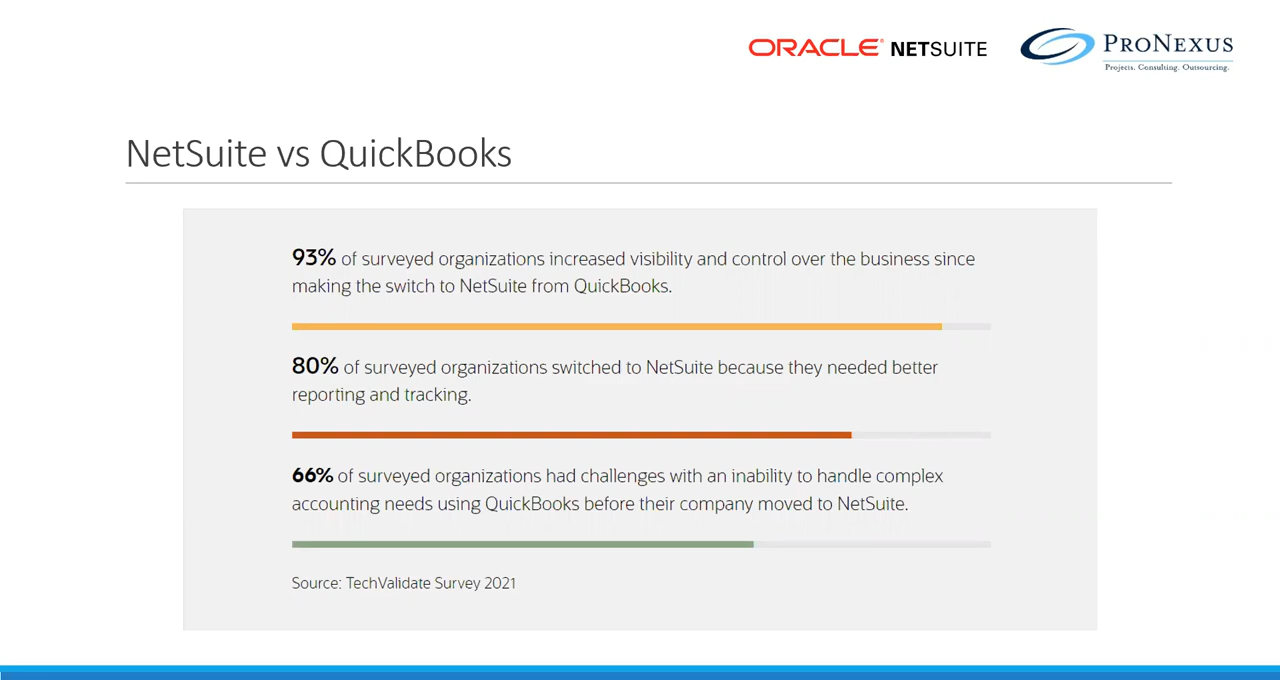 ORACLE NETSUITE
PRONEXUS
Projects. Consulting. Outsourcing.
NetSuite vs QuickBooks
93% of surveyed organizations increased visibility and control over the business since
making the switch to NetSuite from QuickBooks.
80% of surveyed organizations switched to NetSuite because they needed better
reporting and tracking.
66% of surveyed organizations had challenges with an inability to handle complex
accounting needs using QuickBooks before their company moved to NetSuite.
Source: TechValidate Survey 2021